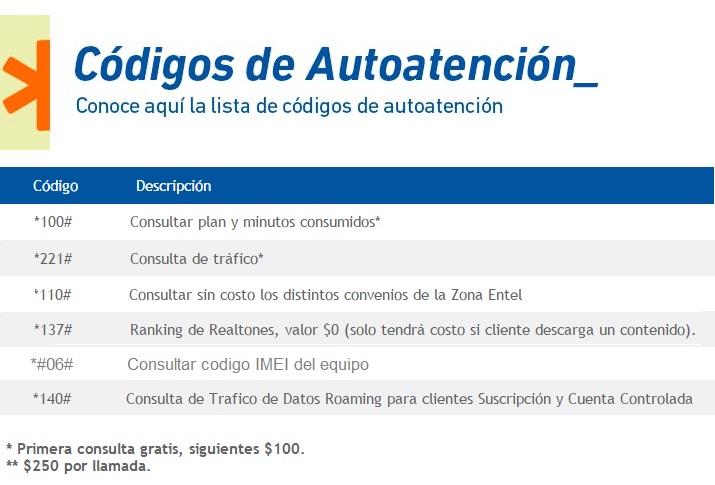 Códigos de Autoatención_
Conoce aquí la lista de códigos de autoatención
Código Descripción
*100# Consultar plan y minutos consumidos*
*221# Consulta de tráfico*
*110# Consultar sin costo los distintos convenios de la Zona Entel
*137# Ranking de Realtones, valor $0 (solo tendrá costo si cliente descarga un contenido).
*#06# Consultar codigo IMEI del equipo
*140# Consulta de Trafico de Datos Roaming para clientes Suscripción y Cuenta Controlada
* Primera consulta gratis, siguientes $100.
** $250 por llamada.